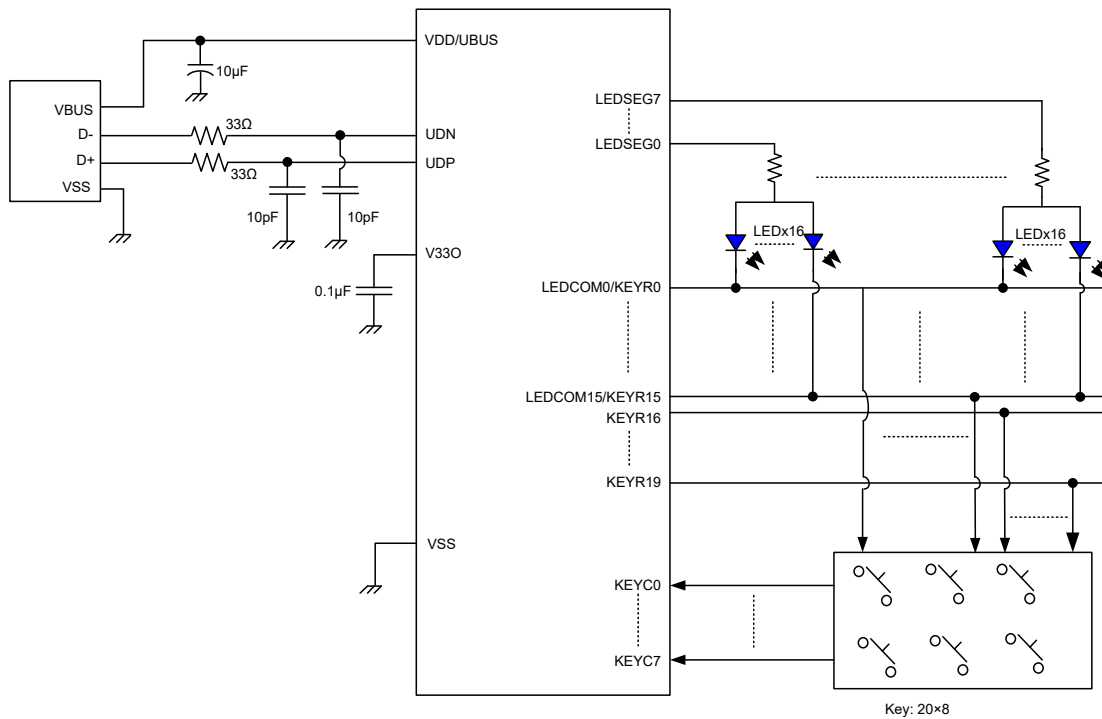 VDD/UBUS
10µF
VBUS
D-
D+
VSS
33Ω
33Ω
UDN
UDP
10pF
10pF
V33O
0.1µF
VSS
LEDSEG7
LEDSEG0
LEDx16
LEDx16
LEDCOM0/KEYR0
LEDCOM15/KEYR15
KEYR16
KEYR19
KEYC0
KEYC7
Key: 20×8